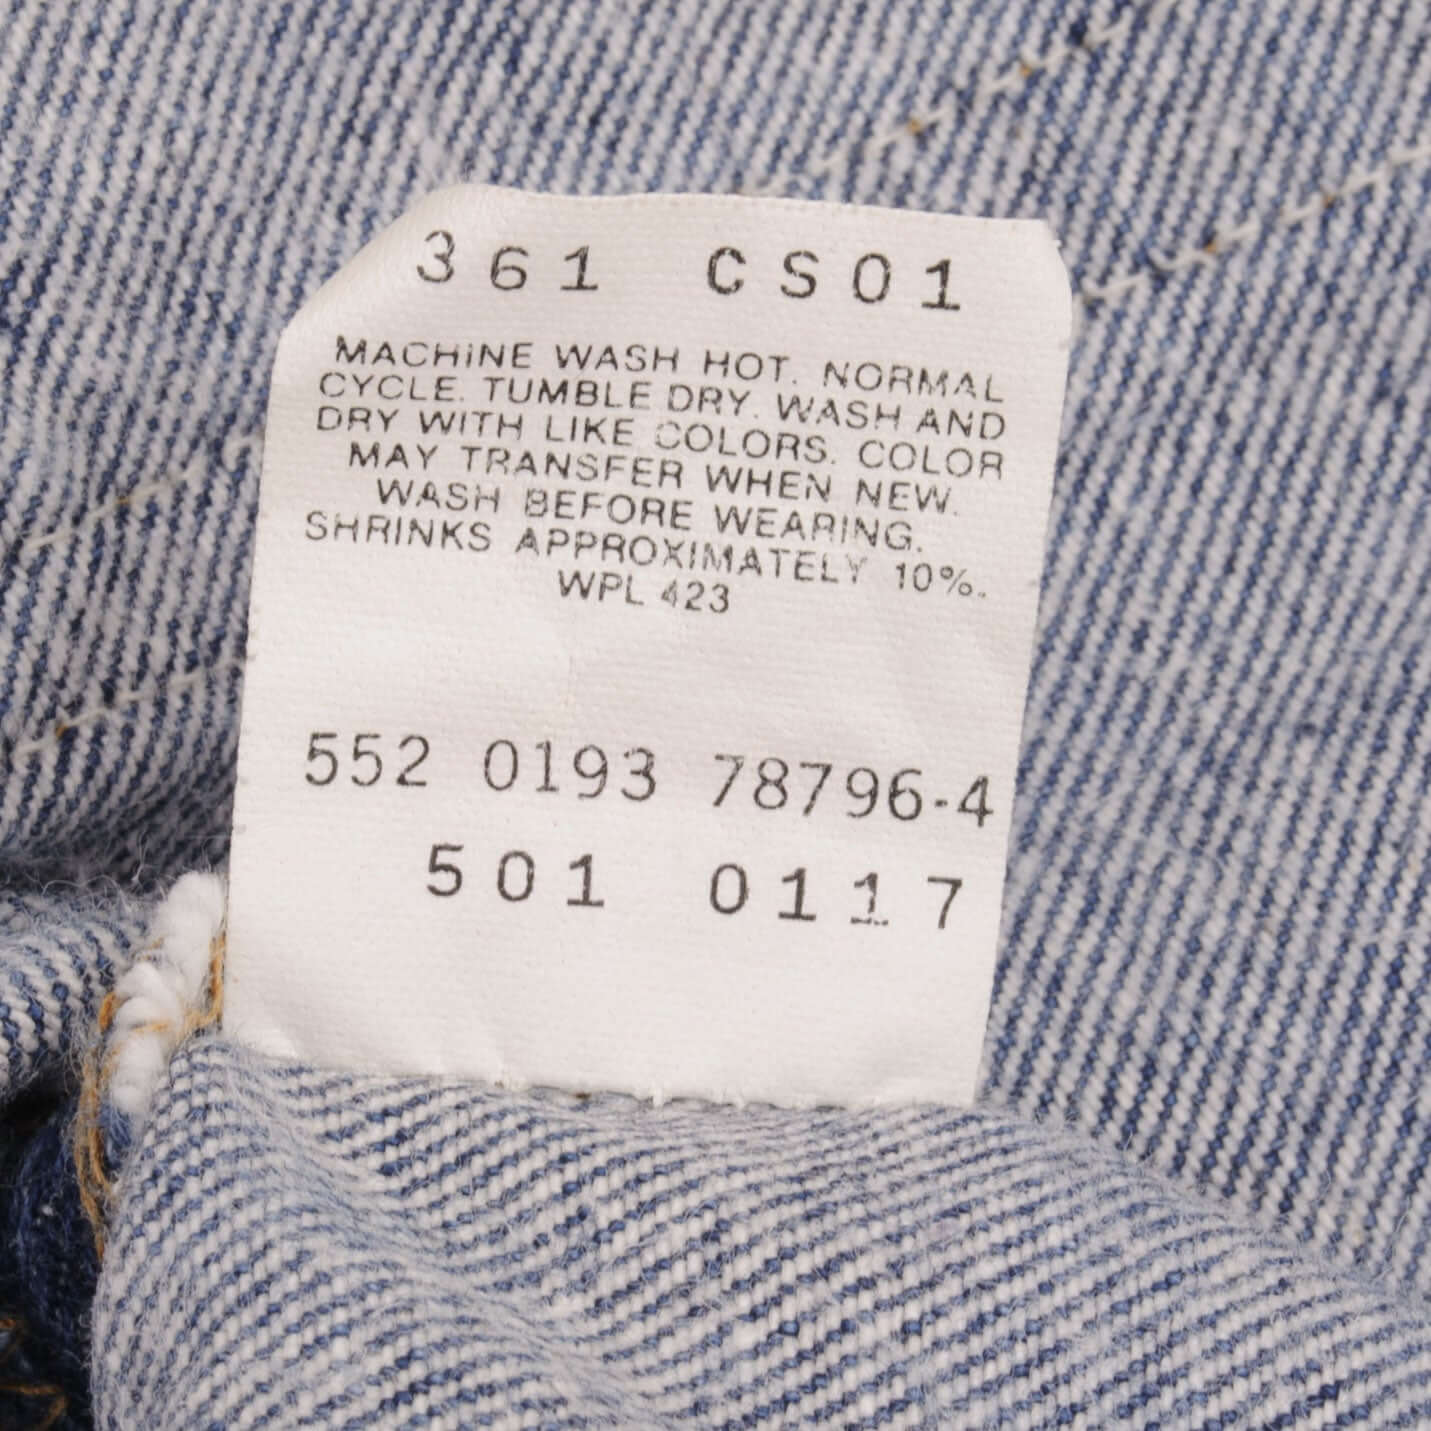 361 CS01
MACHINE WASH HOT. NORMAL
CYCLE. TUMBLE DRY. WASH AND
DRY WITH LIKE COLORS. COLOR
MAY TRANSFER WHEN NEW.
WASH BEFORE WEARING.
SHRINKS APPROXIMATELY 10%.
WPL 423
552 0193 78796-4
501 0117